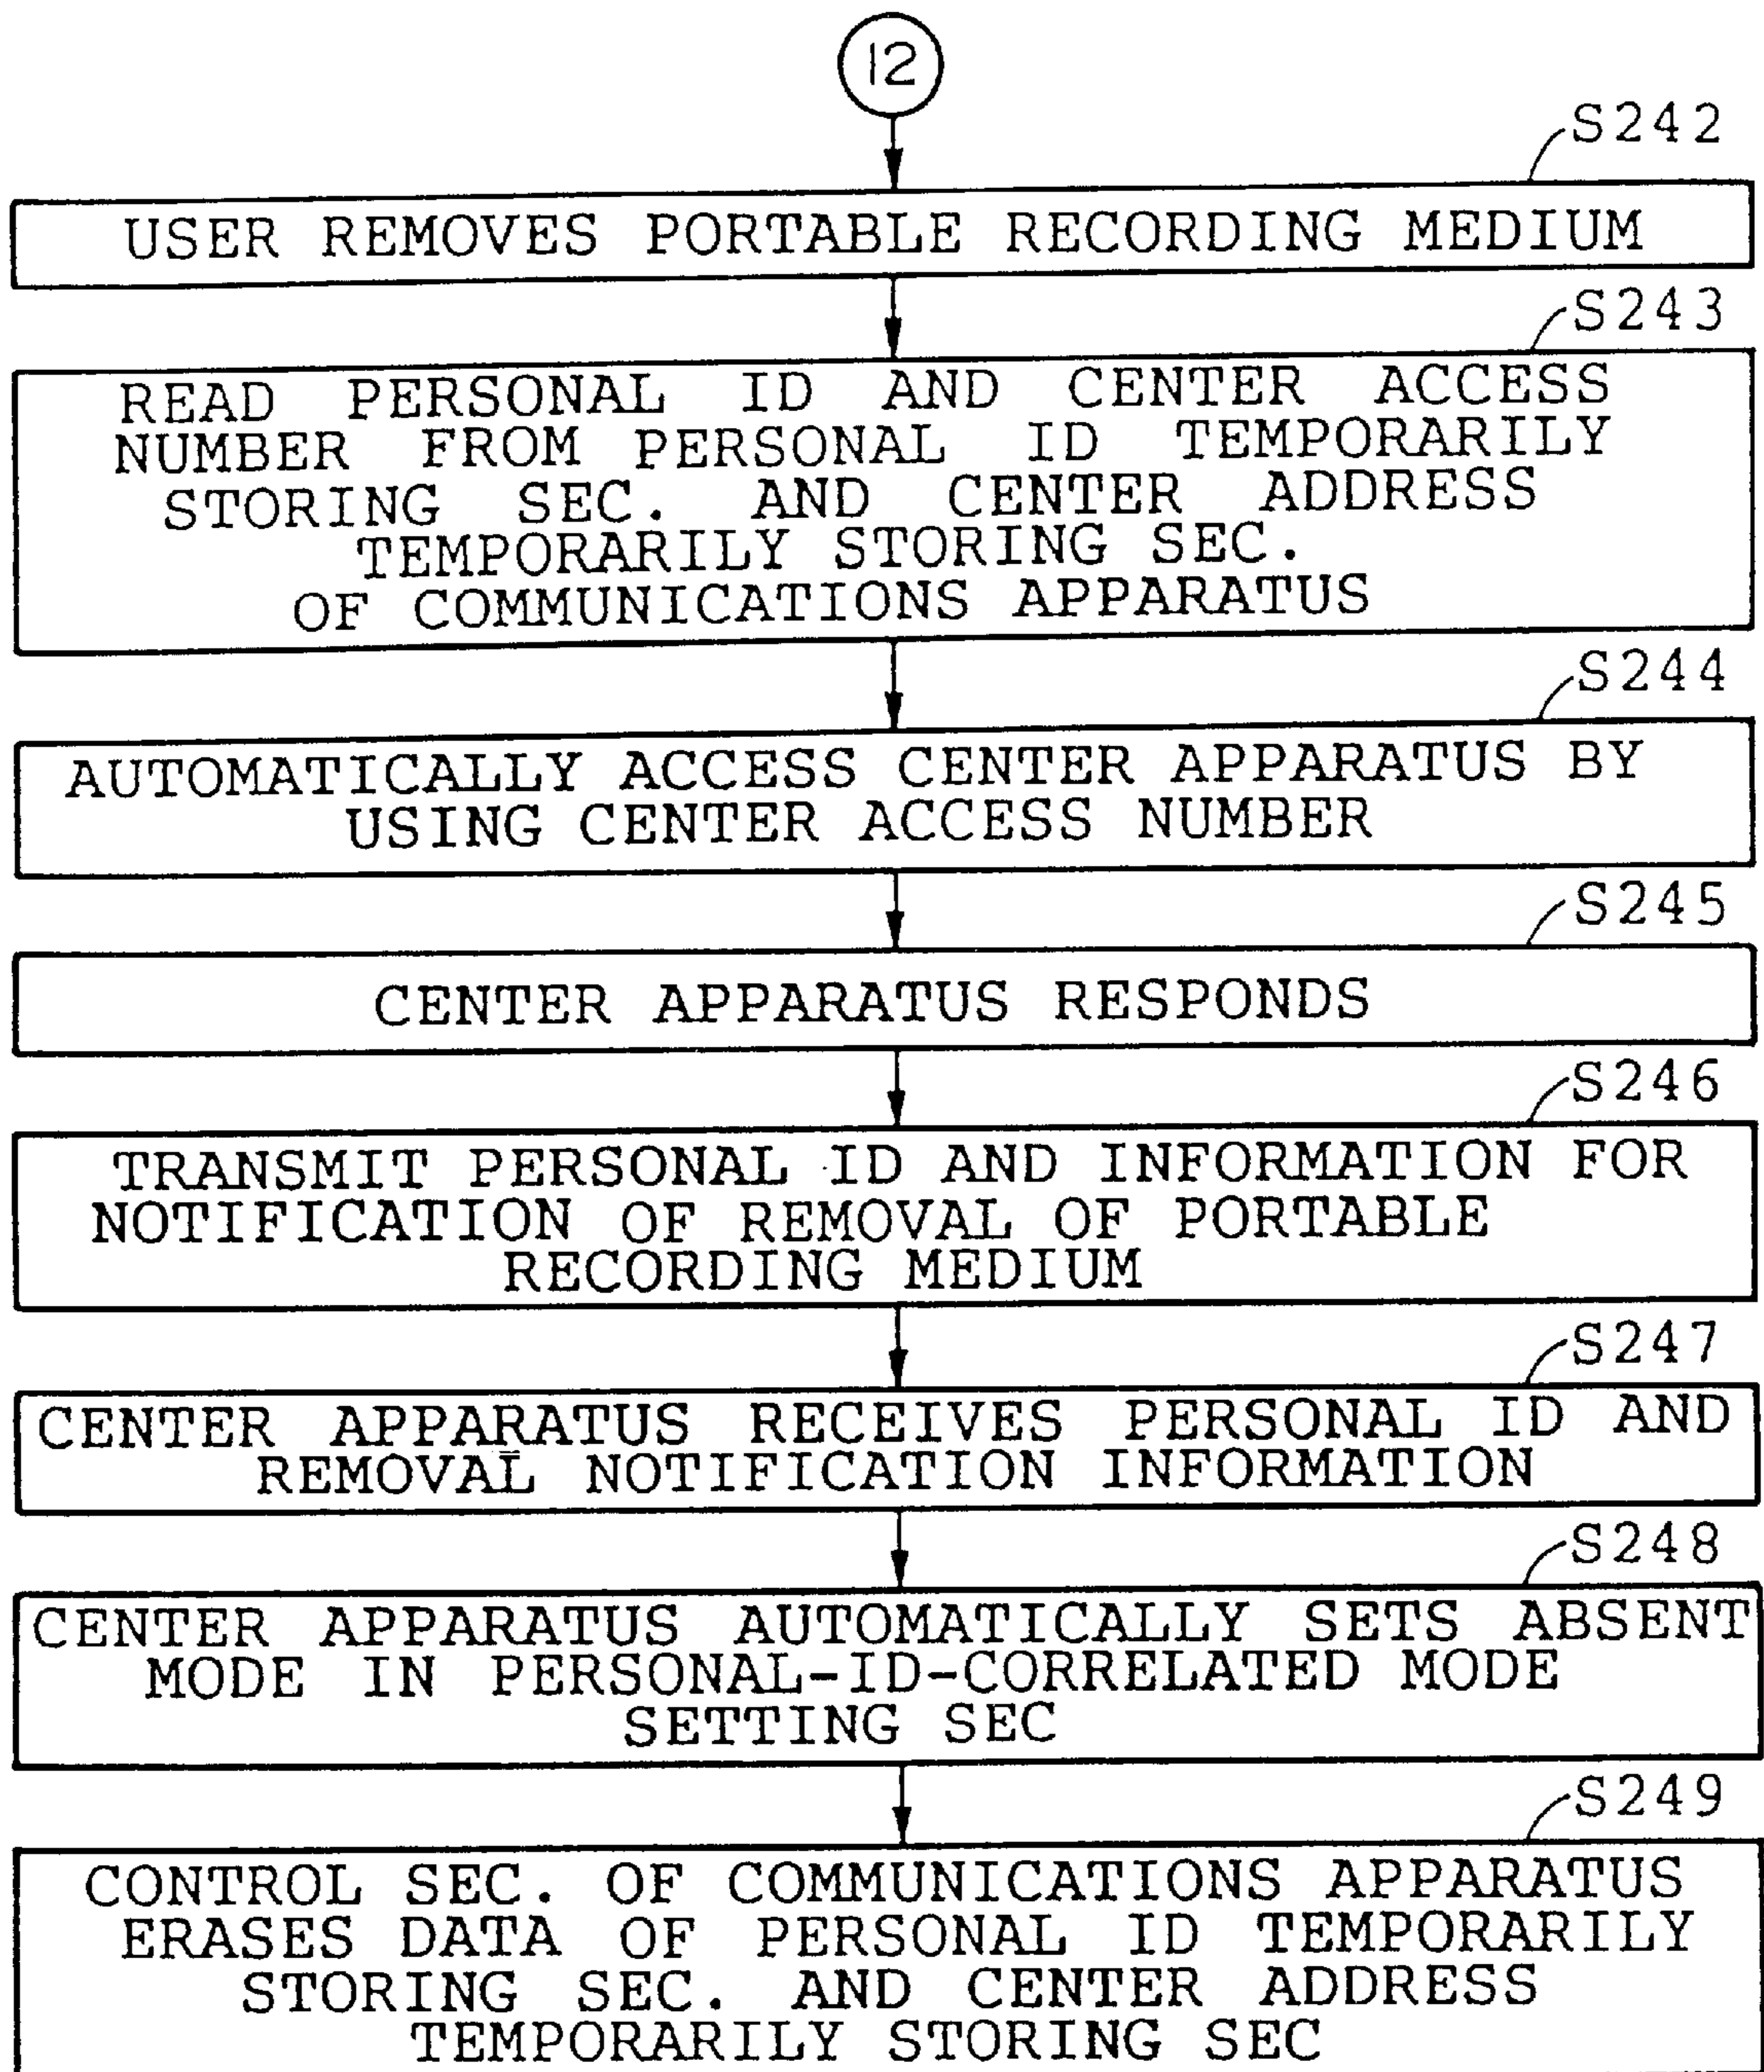 12
S242
USER REMOVES PORTABLE RECORDING MEDIUM
S243
READ PERSONAL ID AND CENTER ACCESS
NUMBER FROM PERSONAL ID TEMPORARILY
STORING SEC. AND CENTER ADDRESS
TEMPORARILY STORING SEC.
OF COMMUNICATIONS APPARATUS
S244
AUTOMATICALLY ACCESS CENTER APPARATUS BY
USING CENTER ACCESS NUMBER
S245
CENTER APPARATUS RESPONDS
S246
TRANSMIT PERSONAL ID AND INFORMATION FOR
NOTIFICATION OF REMOVAL OF PORTABLE
RECORDING MEDIUM
S247
CENTER APPARATUS RECEIVES PERSONAL ID AND
REMOVAL NOTIFICATION INFORMATION
S248
CENTER APPARATUS AUTOMATICALLY SETS ABSENT
MODE IN PERSONAL-ID-CORRELATED MODE
SETTING SEC
S249
CONTROL SEC. OF COMMUNICATIONS APPARATUS
ERASES DATA OF PERSONAL ID TEMPORARILY
STORING SEC. AND CENTER ADDRESS
TEMPORARILY STORING SEC